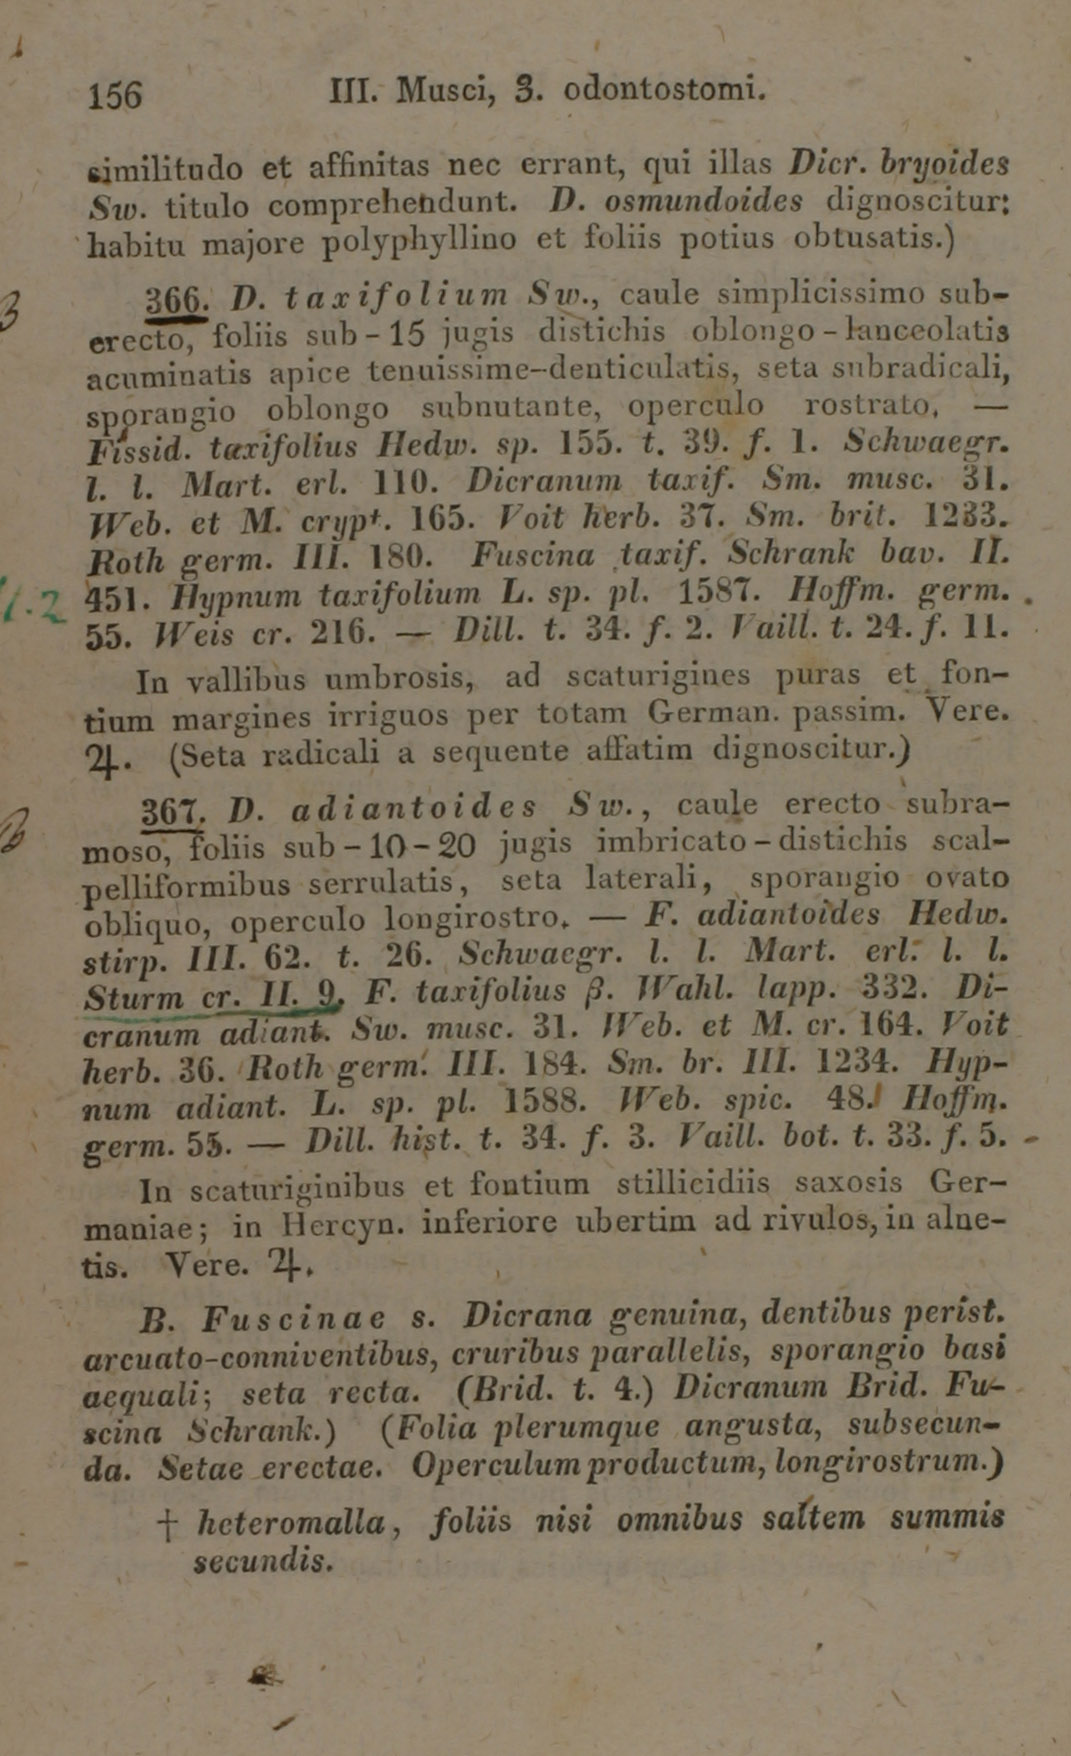 156 III. Musci, 3. odontostomi.
similitudo et affinitas nec errant, qui illas Dicr. bryoides
Sw. titulo comprehendunt. D. osmundoides dignoscitur:
habitu majore polyphyllino et foliis potius obtusatis.)
366. D. taxifolium Sw., caule simplicissimo sub-
erecto, foliis sub-15 jugis distichis oblongo-lanceolatis
acuminatis apice tenuissime-denticulatis, seta subradicali,
sporangio oblongo subnutante, operculo rostrato, —
Fissid. taxifolius Hedw. sp. 155. t. 39. f. 1. Schwaegr.
l. l. Mart. erl. 110. Dicranum taxif. Sm. musc. 31.
Web. et M. crypt. 165. Voit herb. 37. Sm. brit. 1233.
Roth germ. III. 180. Fuscina taxif. Schrank bav. II.
451. Hypnum taxifolium L. sp. pl. 1587. Hoffm. germ.
55. Weis cr. 216. — Dill. t. 34. f. 2. Vaill. t. 24. f. 11.
In vallibus umbrosis, ad scaturigines puras et fon-
tium margines irriguos per totam German. passim. Vere.
♃. (Seta radicali a sequente affatim dignoscitur.)
367. D. adiantoides Sw., caule erecto subra-
moso, foliis sub-10-20 jugis imbricato-distichis scal-
pelliformibus serrulatis, seta laterali, sporangio ovato
obliquo, operculo longirostro. — F. adiantoides Hedw.
stirp. III. 62. t. 26. Schwaegr. l. l. Mart. erl. l. l.
Sturm cr. II. 9. F. taxifolius β. Wahl. lapp. 332. Di-
cranum adiant. Sw. musc. 31. Web. et M. cr. 164. Voit
herb. 36. Roth germ. III. 184. Sm. br. III. 1234. Hyp-
num adiant. L. sp. pl. 1588. Web. spic. 48. Hoffm.
germ. 55. — Dill. hist. t. 34. f. 3. Vaill. bot. t. 33. f. 5.
In scaturiginibus et fontium stillicidiis saxosis Ger-
maniae; in Hercyn. inferiore ubertim ad rivulos, in alne-
tis. Vere. ♃.
B. Fuscinae s. Dicrana genuina, dentibus perist.
arcuato-conniventibus, cruribus parallelis, sporangio basi
aequali; seta recta. (Brid. t. 4.) Dicranum Brid. Fu-
scina Schrank.) (Folia plerumque angusta, subsecun-
da. Setae erectae. Operculum productum, longirostrum.)
† heteromalla, foliis nisi omnibus saltem summis
secundis.